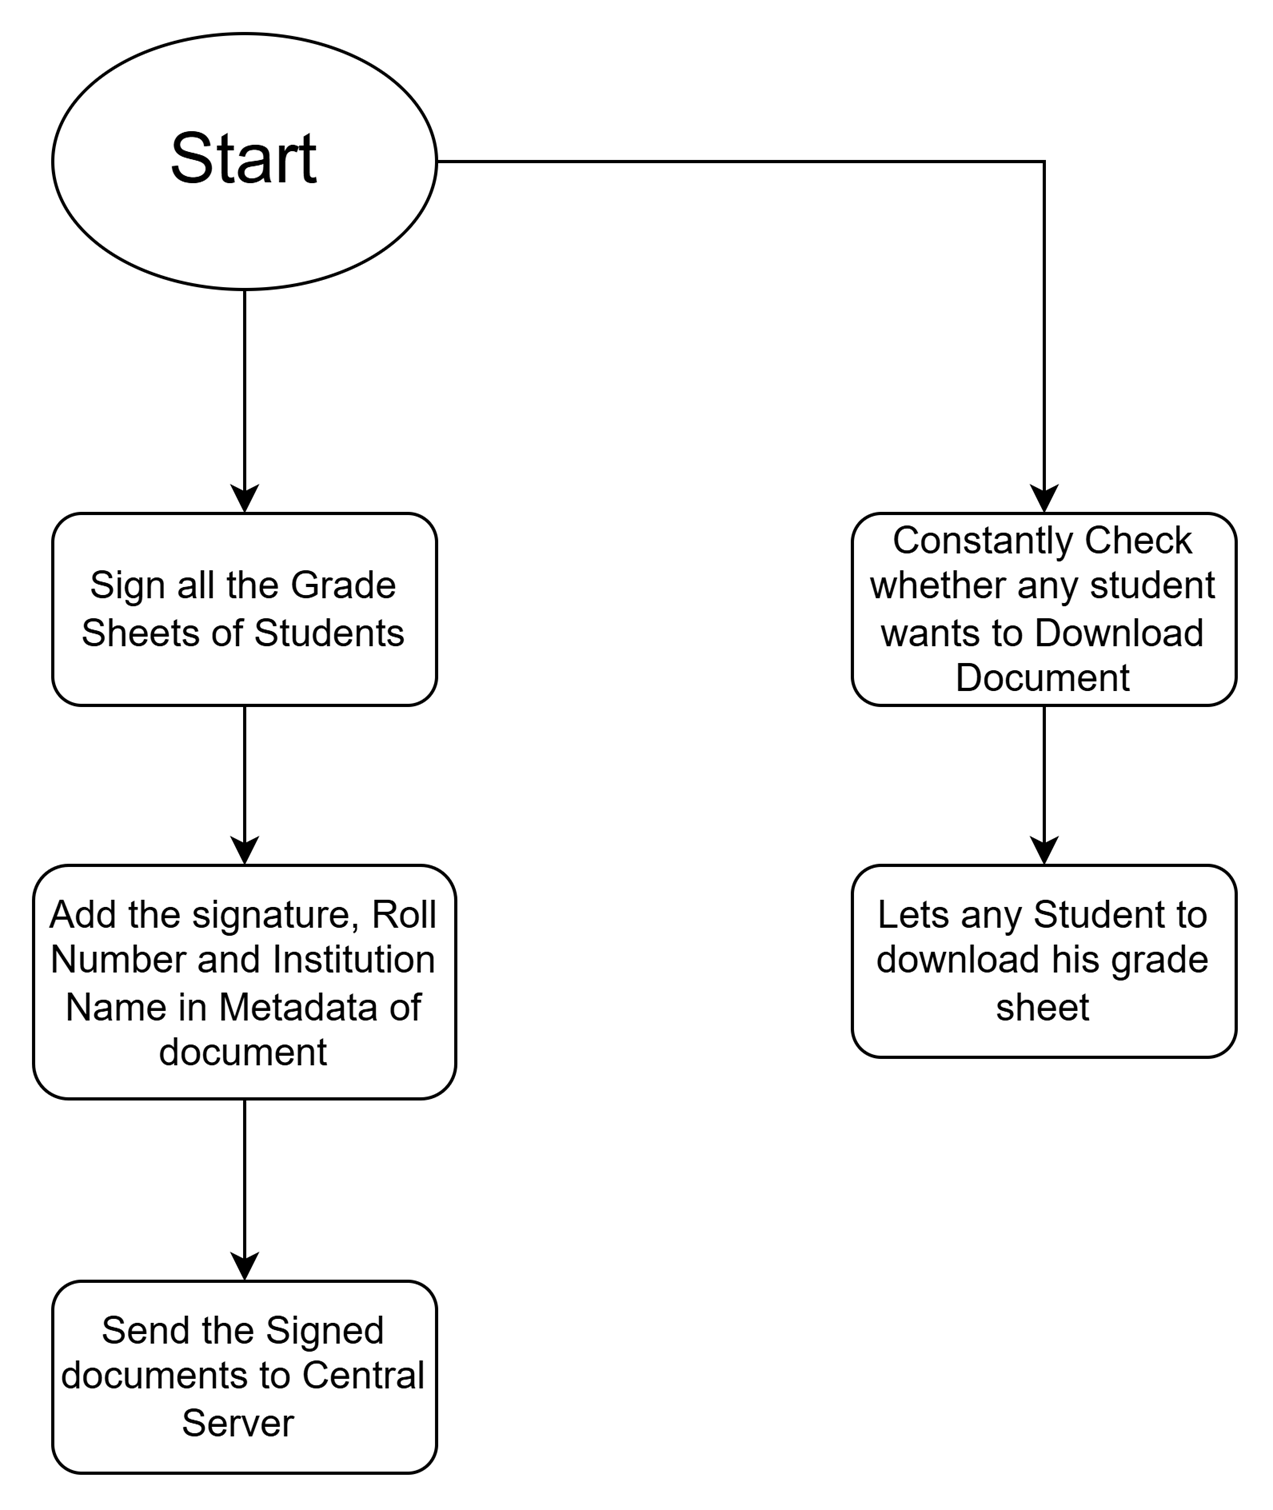 Start
Sign all the Grade
Sheets of Students
Add the signature, Roll
Number and Institution
Name in Metadata of
document
Send the Signed
documents to Central
Server
Constantly Check
whether any student
wants to Download
Document
Lets any Student to
download his grade
sheet